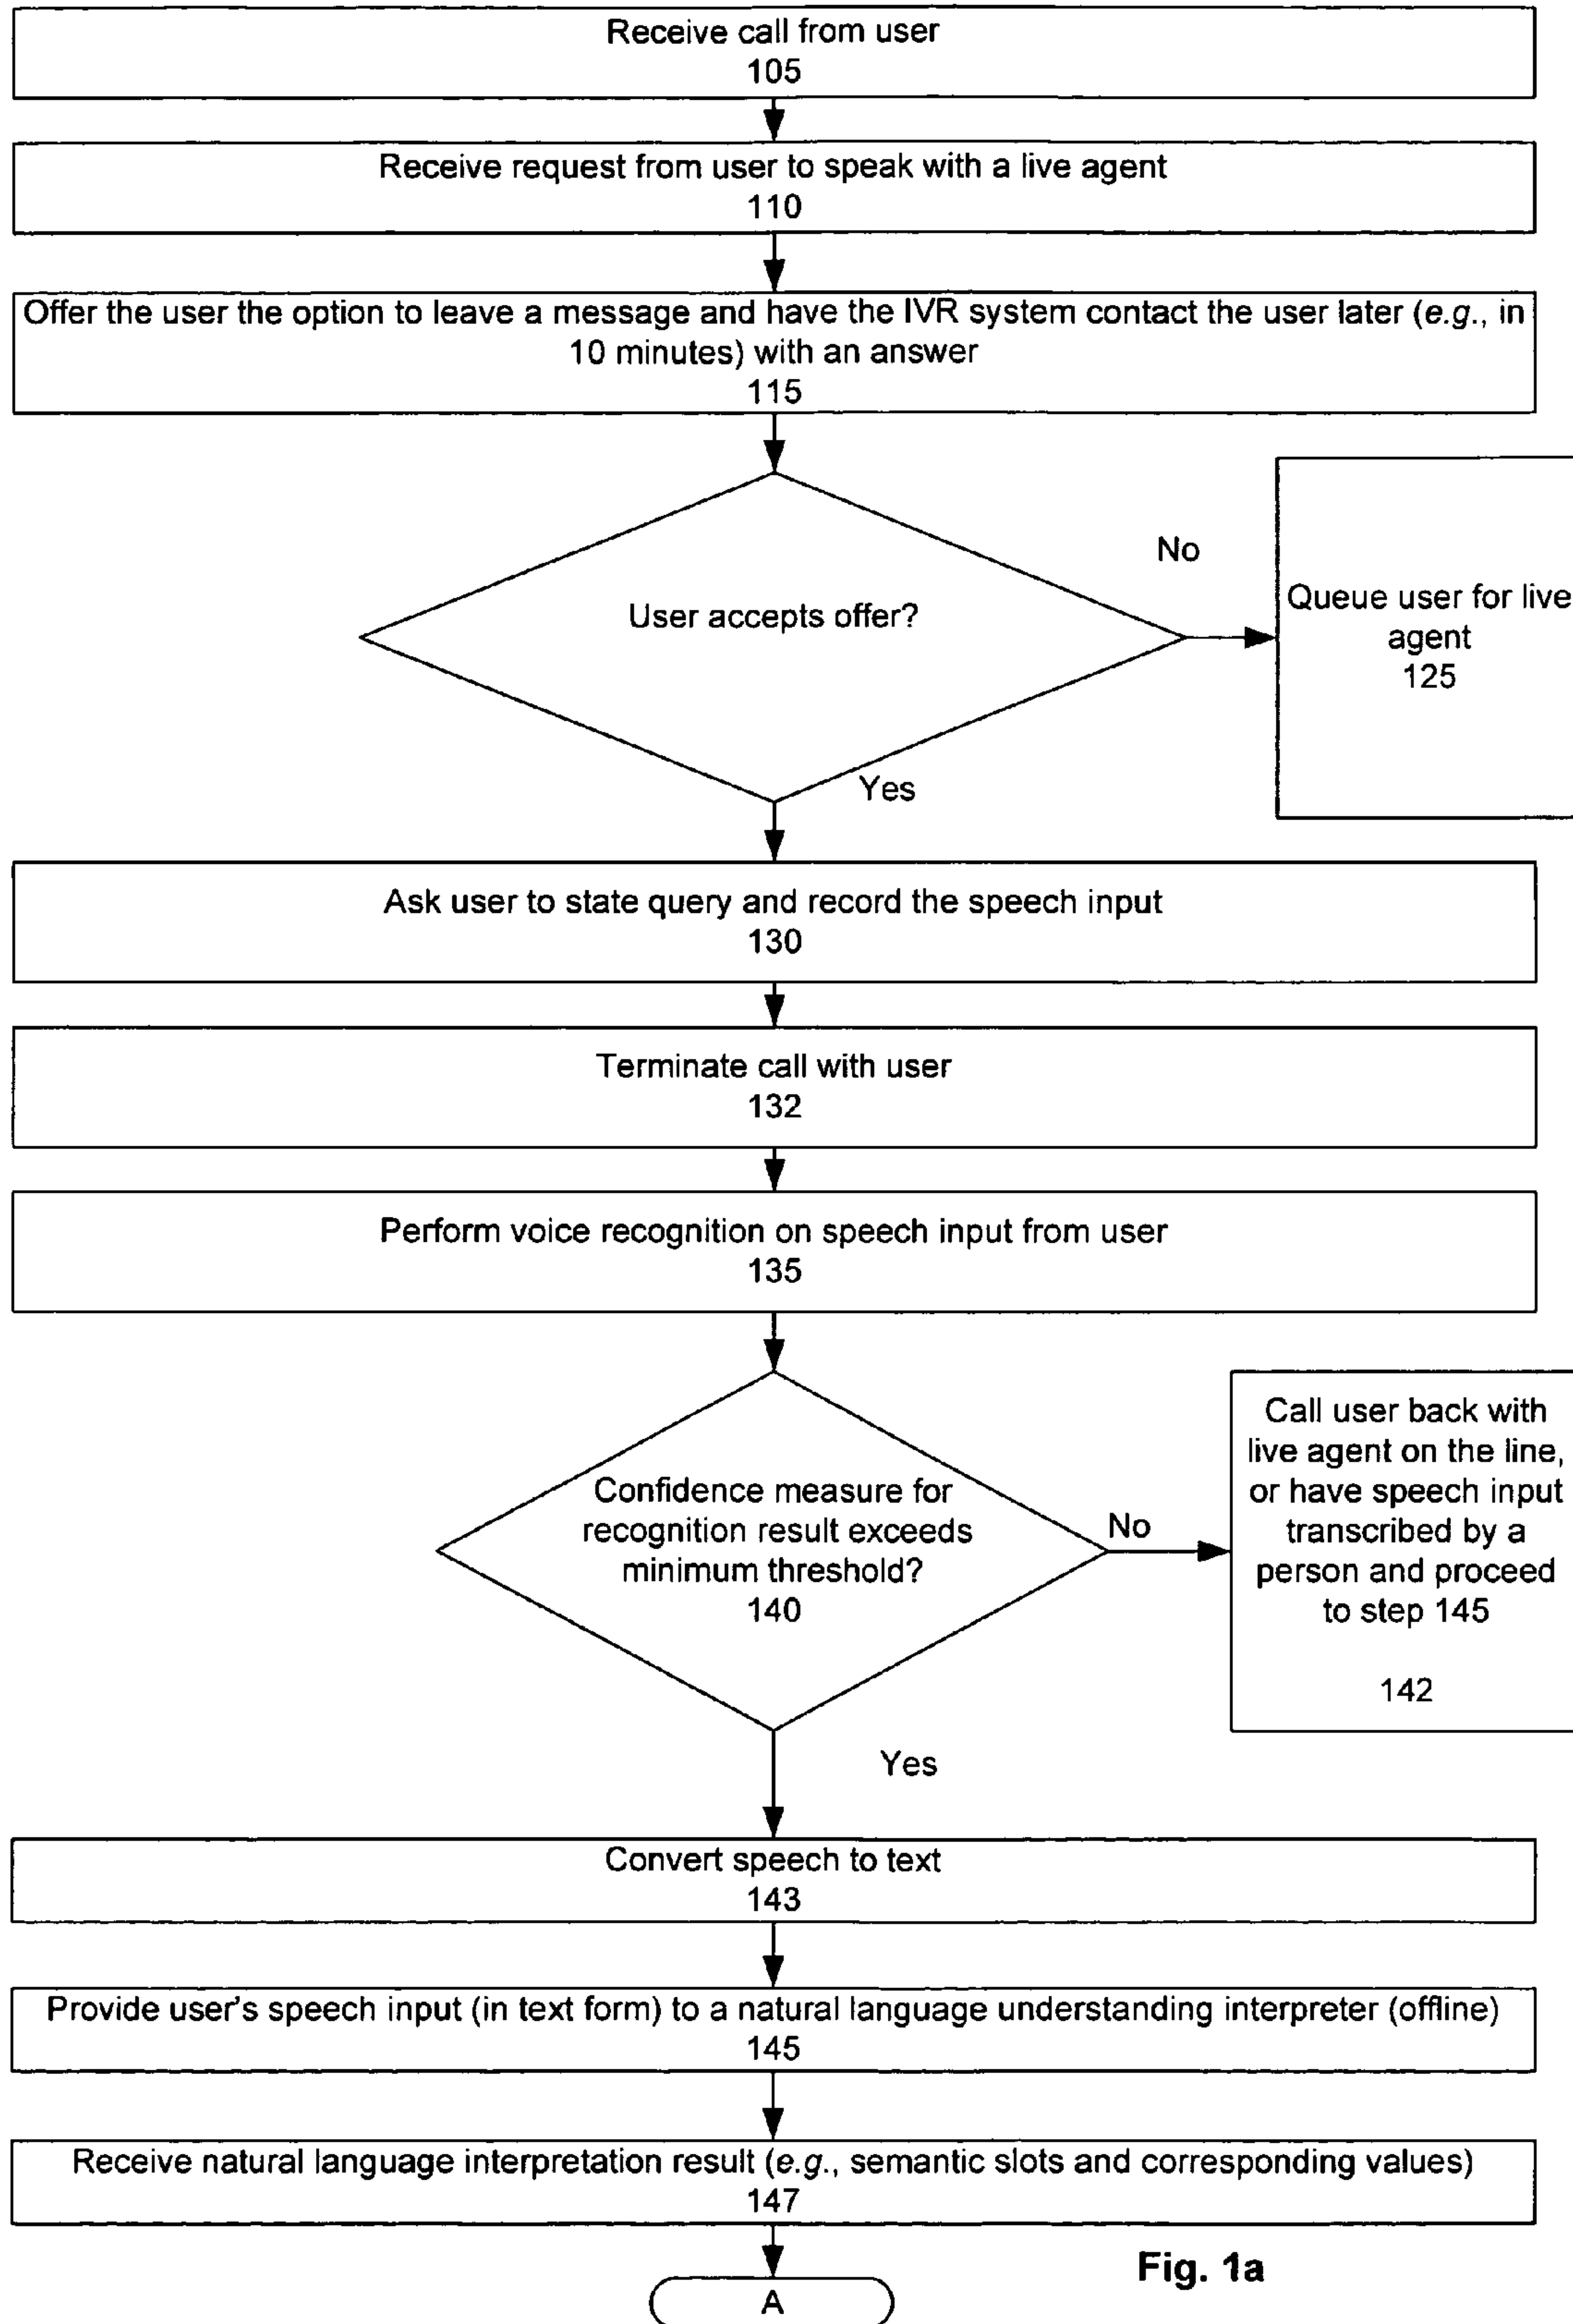 Receive call from user
105
Receive request from user to speak with a live agent
110
Offer the user the option to leave a message and have the IVR system contact the user later (e.g., in
10 minutes) with an answer
115
User accepts offer?
No
Queue user for live
agent
125
Yes
Ask user to state query and record the speech input
130
Terminate call with user
132
Perform voice recognition on speech input from user
135
Confidence measure for
recognition result exceeds
minimum threshold?
140
No
Call user back with
live agent on the line,
or have speech input
transcribed by a
person and proceed
to step 145
142
Yes
Convert speech to text
143
Provide user's speech input (in text form) to a natural language understanding interpreter (offline)
145
Receive natural language interpretation result (e.g., semantic slots and corresponding values)
147
Fig. 1a
A